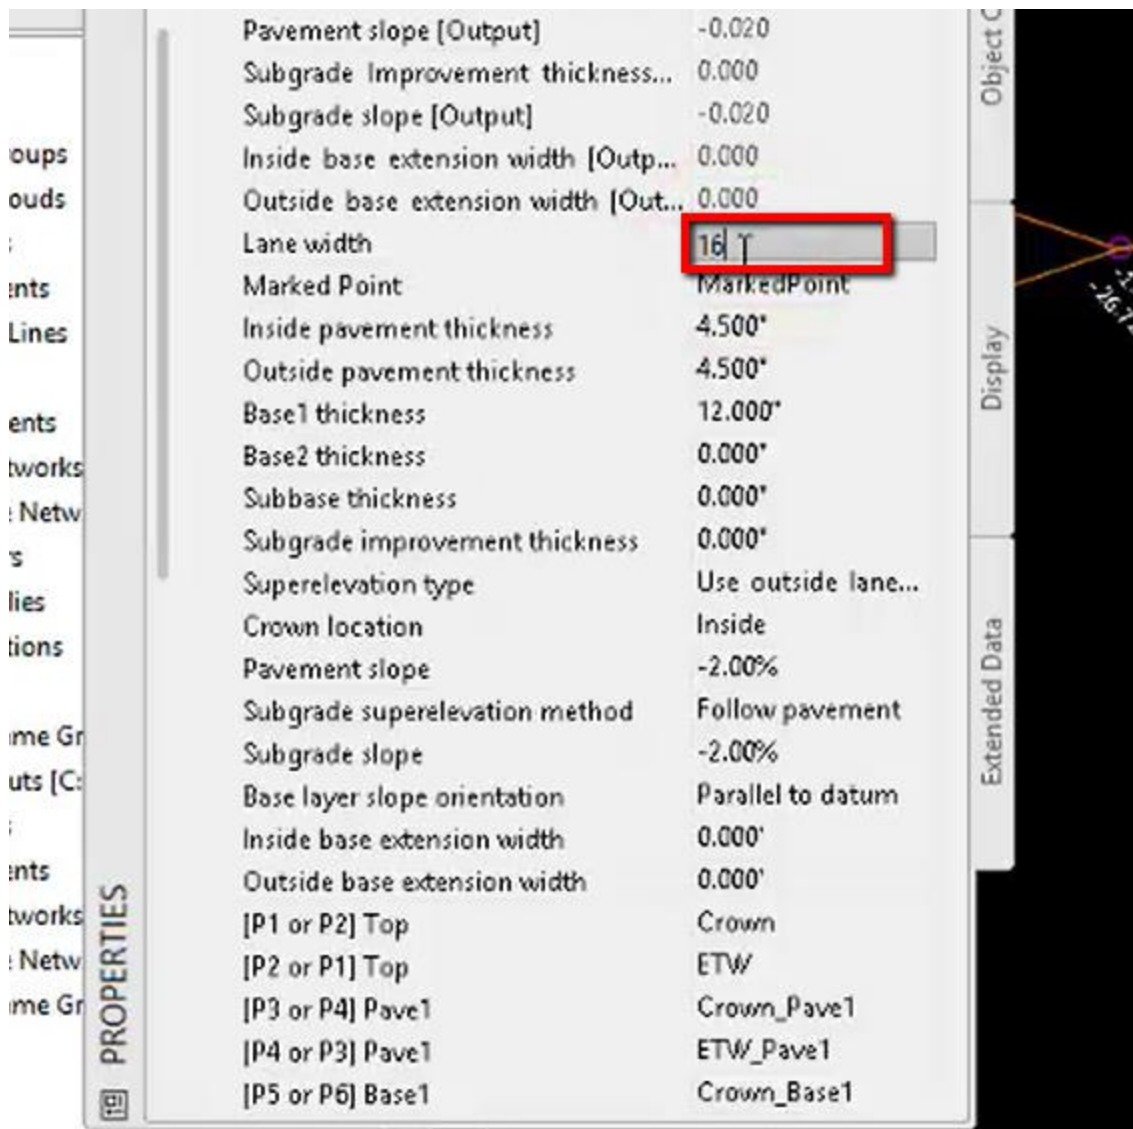 Pavement slope [Output] -0.020
Subgrade Improvement thickness... 0.000
Subgrade slope [Output] -0.020
Inside base extension width [Outp... 0.000
Outside base extension width [Out... 0.000
Lane width 16
Marked Point MarkedPoint
Inside pavement thickness 4.500"
Outside pavement thickness 4.500"
Base1 thickness 12.000"
Base2 thickness 0.000"
Subbase thickness 0.000"
Subgrade improvement thickness 0.000"
Superelevation type Use outside lane...
Crown location Inside
Pavement slope -2.00%
Subgrade superelevation method Follow pavement
Subgrade slope -2.00%
Base layer slope orientation Parallel to datum
Inside base extension width 0.000'
Outside base extension width 0.000'
[P1 or P2] Top Crown
[P2 or P1] Top ETW
[P3 or P4] Pave1 Crown_Pave1
[P4 or P3] Pave1 ETW_Pave1
[P5 or P6] Base1 Crown_Base1
oups
ouds
ents
Lines
ents
tworks
: Netw
rs
lies
tions
me Gr
uts [C:
ents
tworks
: Netw
me Gr
PROPERTIES
Object C
Display
Extended Data